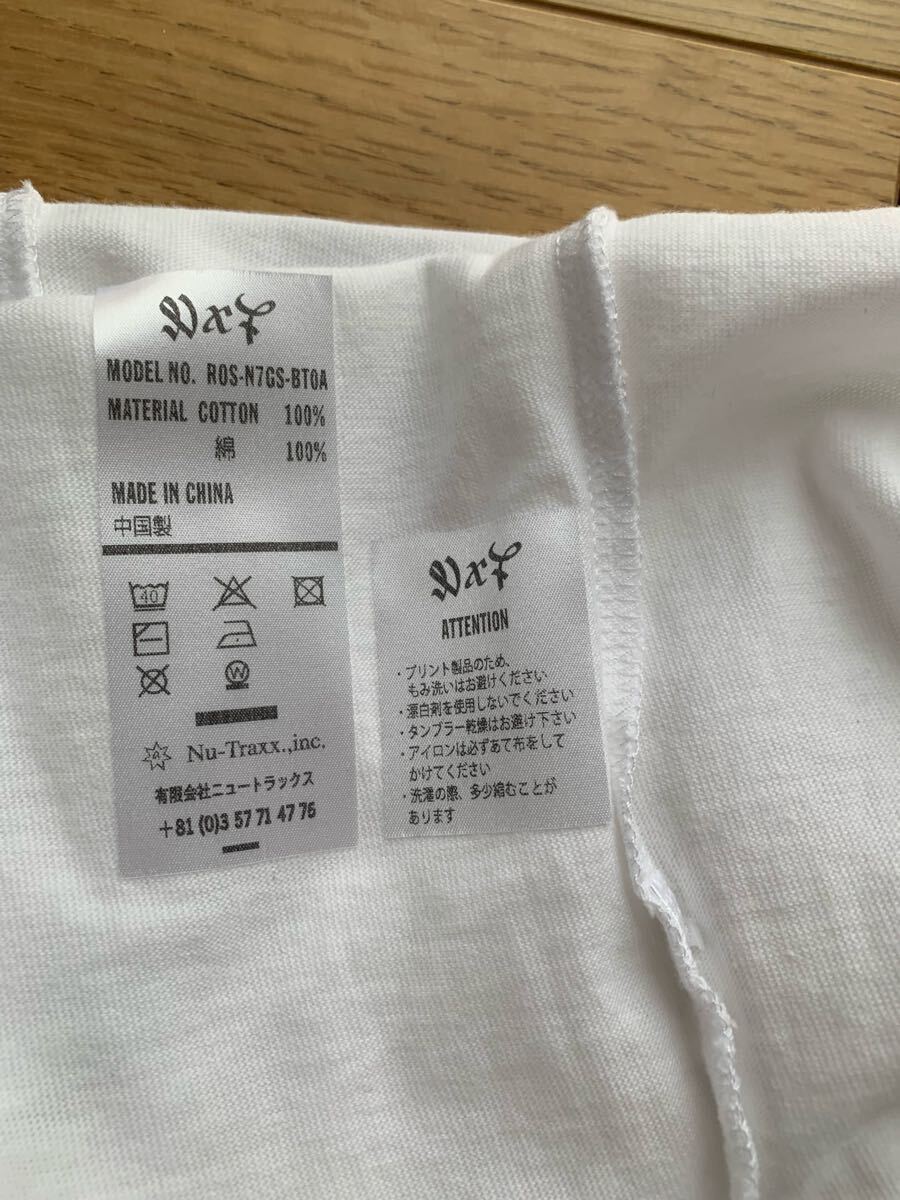 NxF
MODEL NO. ROS-N7GS-BT0A
MATERIAL COTTON 100%
綿 100%
MADE IN CHINA
中国製
40
W
Nu-Traxx.,inc.
有限会社ニュートラックス
+81 (0)3 57 71 47 76
ATTENTION
・プリント製品のため、
もみ洗いはお避けください
・漂白剤を使用しないでください
・タンブラー乾燥はお避け下さい
・アイロンは必ずあて布をして
かけてください
・洗濯の際、多少縮むことが
あります